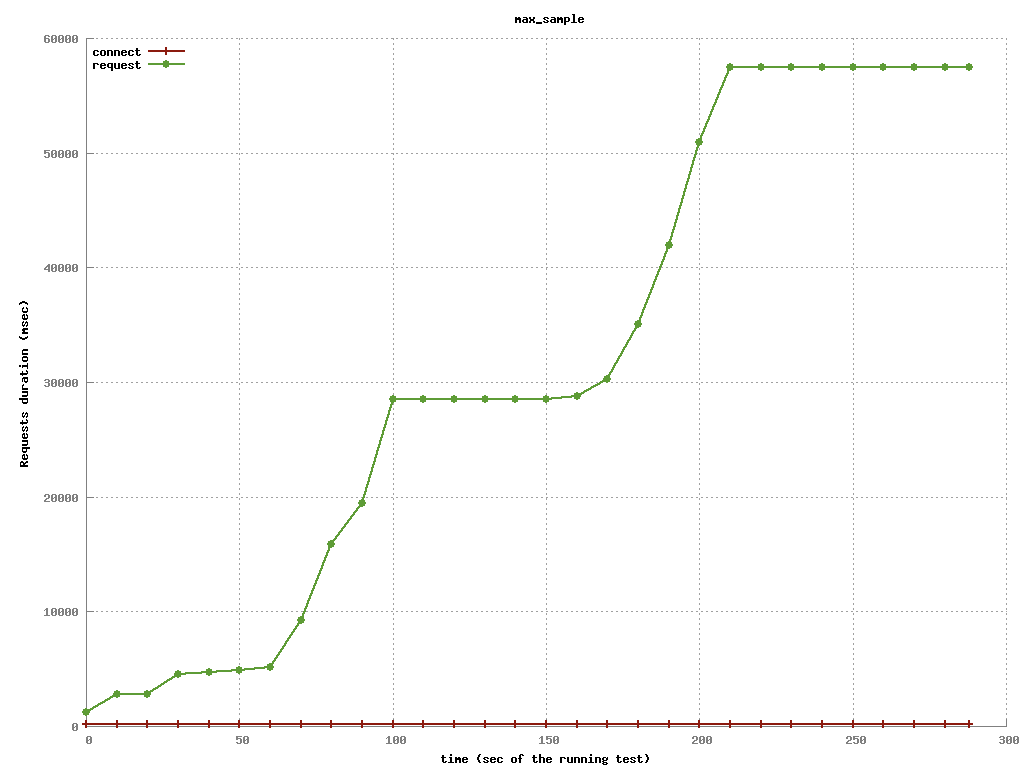 max_sample
connect
request
60000
50000
40000
30000
20000
10000
0
Requests duration (msec)
0 50 100 150 200 250 300
time (sec of the running test)